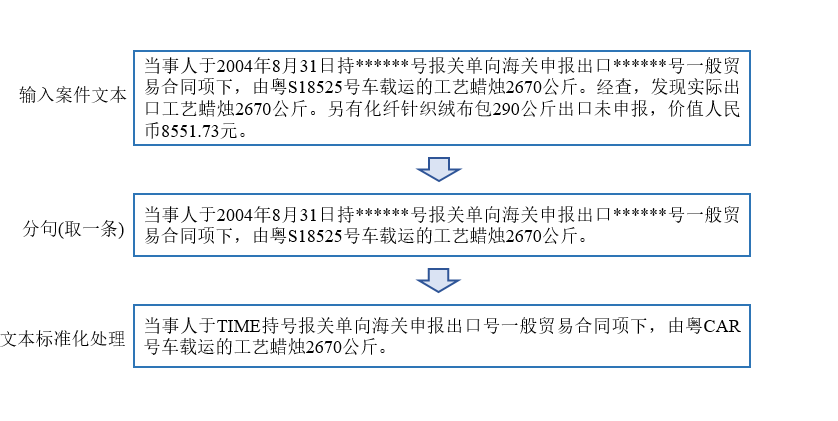 输入案件文本
当事人于2004年8月31日持******号报关单向海关申报出口******号一般贸
易合同项下，由粤S18525号车载运的工艺蜡烛2670公斤。经查，发现实际出
口工艺蜡烛2670公斤。另有化纤针织绒布包290公斤出口未申报，价值人民
币8551.73元。
分句(取一条)
当事人于2004年8月31日持******号报关单向海关申报出口******号一般贸
易合同项下，由粤S18525号车载运的工艺蜡烛2670公斤。
文本标准化处理
当事人于TIME持号报关单向海关申报出口号一般贸易合同项下，由粤CAR
号车载运的工艺蜡烛2670公斤。